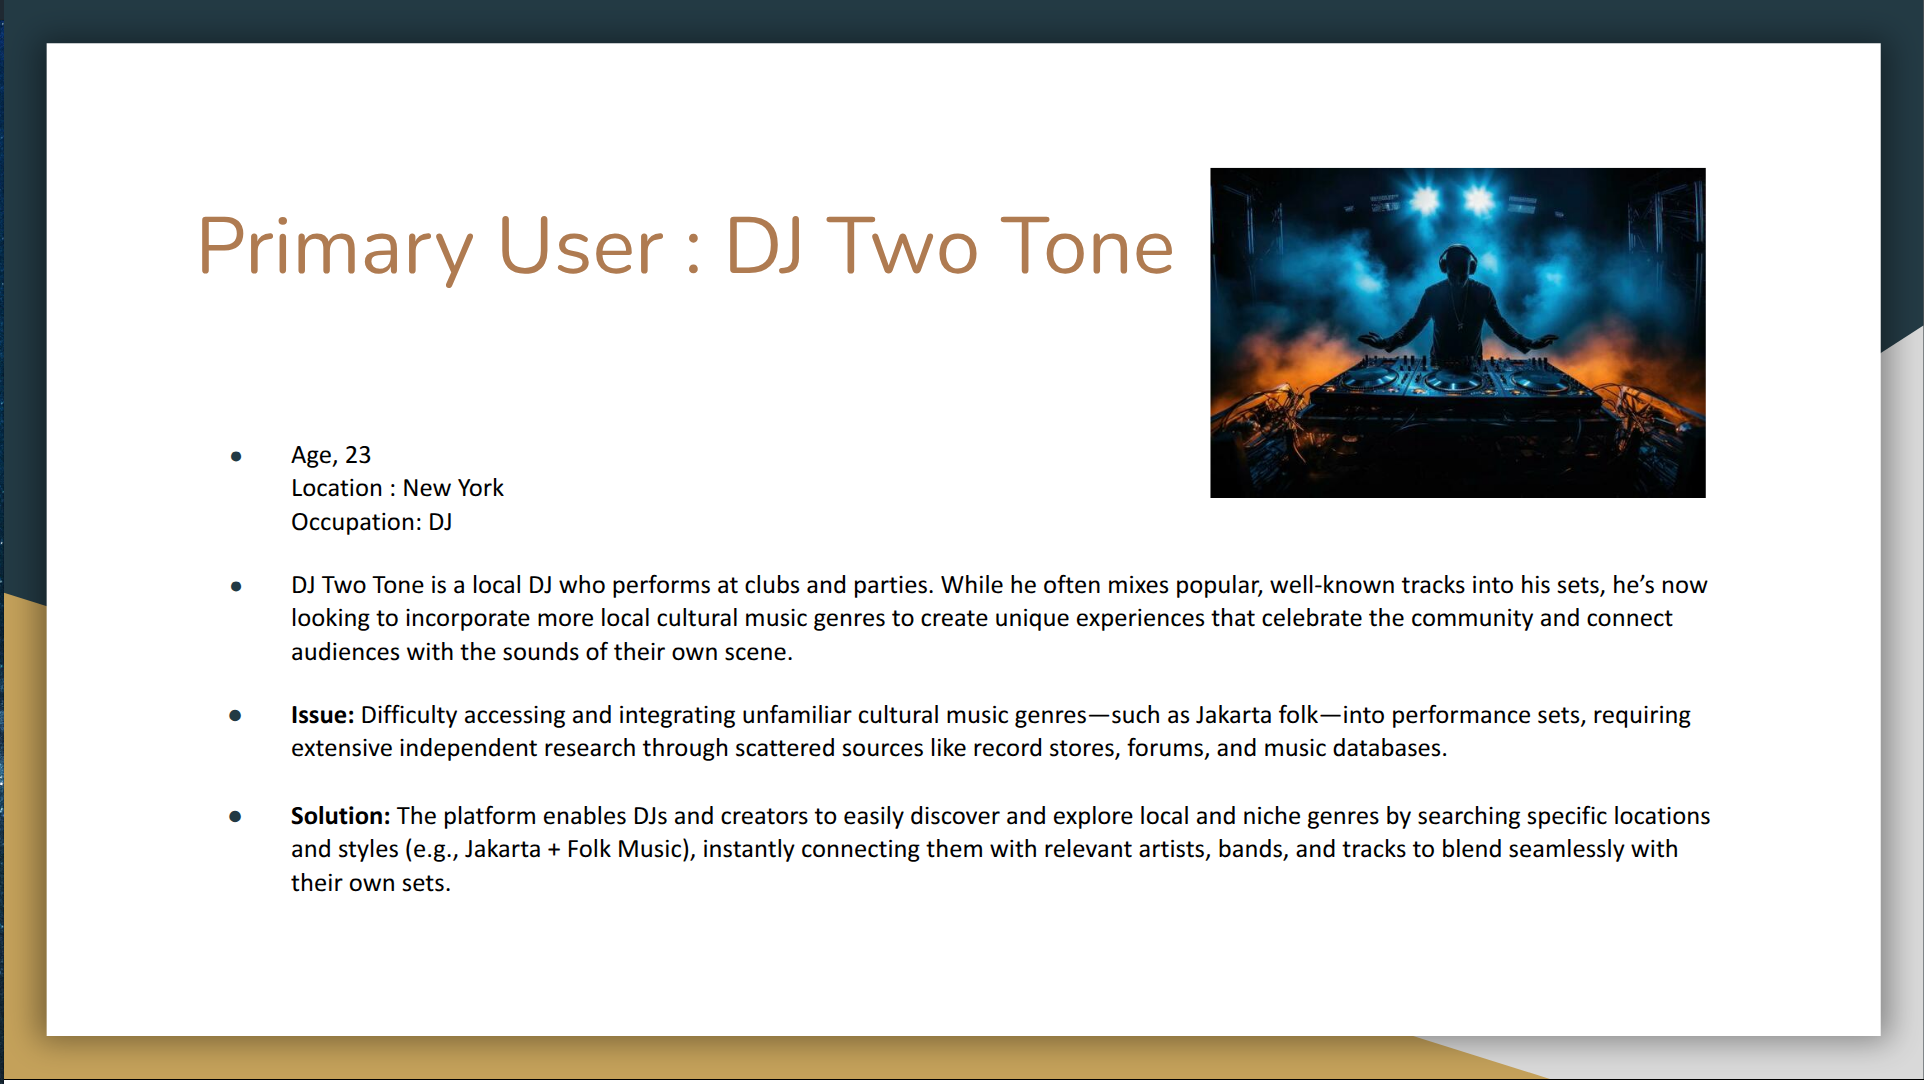 Primary User : DJ Two Tone
Age, 23
Location : New York
Occupation: DJ
DJ Two Tone is a local DJ who performs at clubs and parties. While he often mixes popular, well-known tracks into his sets, he’s now
looking to incorporate more local cultural music genres to create unique experiences that celebrate the community and connect
audiences with the sounds of their own scene.
Issue: Difficulty accessing and integrating unfamiliar cultural music genres—such as Jakarta folk—into performance sets, requiring
extensive independent research through scattered sources like record stores, forums, and music databases.
Solution: The platform enables DJs and creators to easily discover and explore local and niche genres by searching specific locations
and styles (e.g., Jakarta + Folk Music), instantly connecting them with relevant artists, bands, and tracks to blend seamlessly with
their own sets.